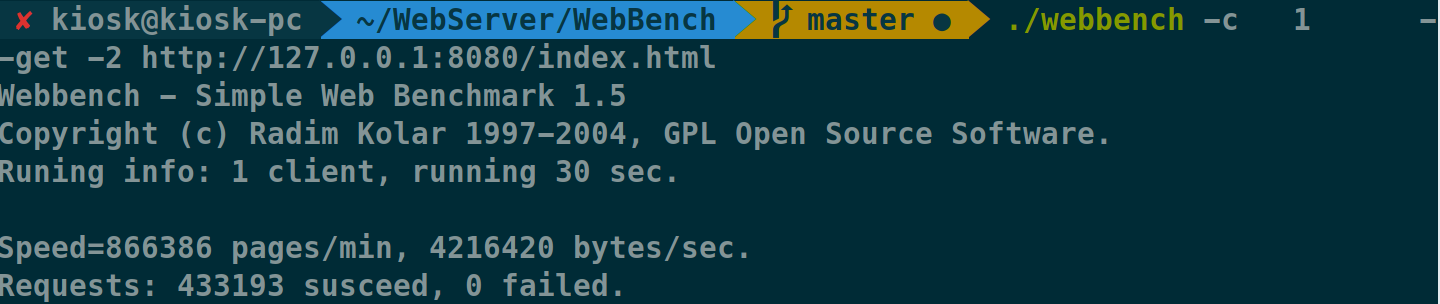 ✘ kiosk@kiosk-pc ~/WebServer/WebBench master ● ./webbench -c 1 -
-get -2 http://127.0.0.1:8080/index.html
Webbench - Simple Web Benchmark 1.5
Copyright (c) Radim Kolar 1997-2004, GPL Open Source Software.
Runing info: 1 client, running 30 sec.
Speed=866386 pages/min, 4216420 bytes/sec.
Requests: 433193 susceed, 0 failed.